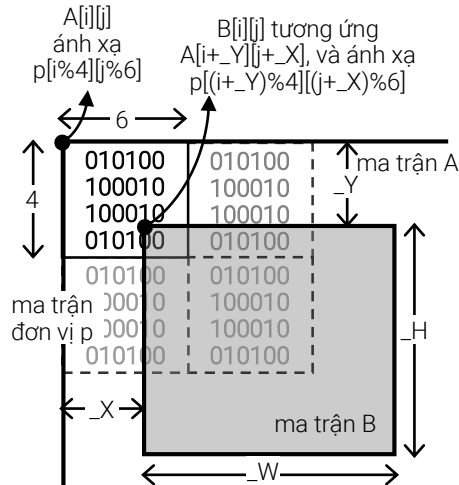 A[i][j]
ánh xạ
p[i%4][j%6]
B[i][j] tương ứng
A[i+_Y][j+_X], và ánh xạ
p[(i+_Y)%4][(j+_X)%6]
6
4
010100
100010
100010
010100
010100
100010
100010
010100
_Y
ma trận A
ma trận
đơn vị p
010100
00010
00010
010100
010100
100010
100010
010100
_H
_X
ma trận B
_W